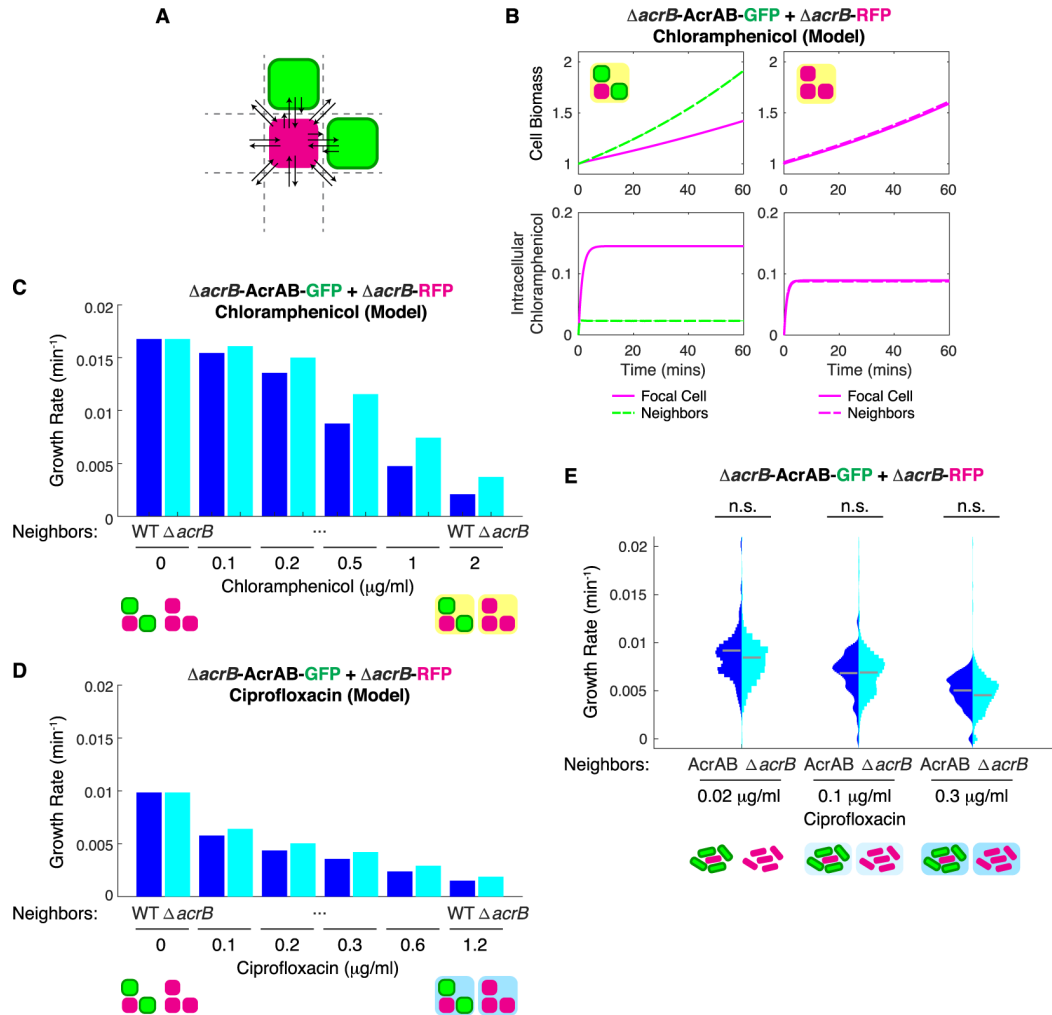 A
B
ΔacrB-AcrAB-GFP + ΔacrB-RFP
Chloramphenicol (Model)
Cell Biomass
2
1.5
1
0 20 40 60
2
1.5
1
0 20 40 60
Intracellular
Chloramphenicol
0.2
0.1
0
0 20 40 60
Time (mins)
0.2
0.1
0
0 20 40 60
Time (mins)
Focal Cell
Neighbors
Focal Cell
Neighbors
C
ΔacrB-AcrAB-GFP + ΔacrB-RFP
Chloramphenicol (Model)
Growth Rate (min⁻¹)
0.02
0.015
0.01
0.005
0
Neighbors: WT ΔacrB ... WT ΔacrB
0 0.1 0.2 0.5 1 2
Chloramphenicol (μg/ml)
D
ΔacrB-AcrAB-GFP + ΔacrB-RFP
Ciprofloxacin (Model)
Growth Rate (min⁻¹)
0.02
0.015
0.01
0.005
0
Neighbors: WT ΔacrB ... WT ΔacrB
0 0.1 0.2 0.3 0.6 1.2
Ciprofloxacin (μg/ml)
E
ΔacrB-AcrAB-GFP + ΔacrB-RFP
n.s. n.s. n.s.
Growth Rate (min⁻¹)
0.02
0.015
0.01
0.005
0
Neighbors: AcrAB ΔacrB AcrAB ΔacrB AcrAB ΔacrB
0.02 μg/ml 0.1 μg/ml 0.3 μg/ml
Ciprofloxacin